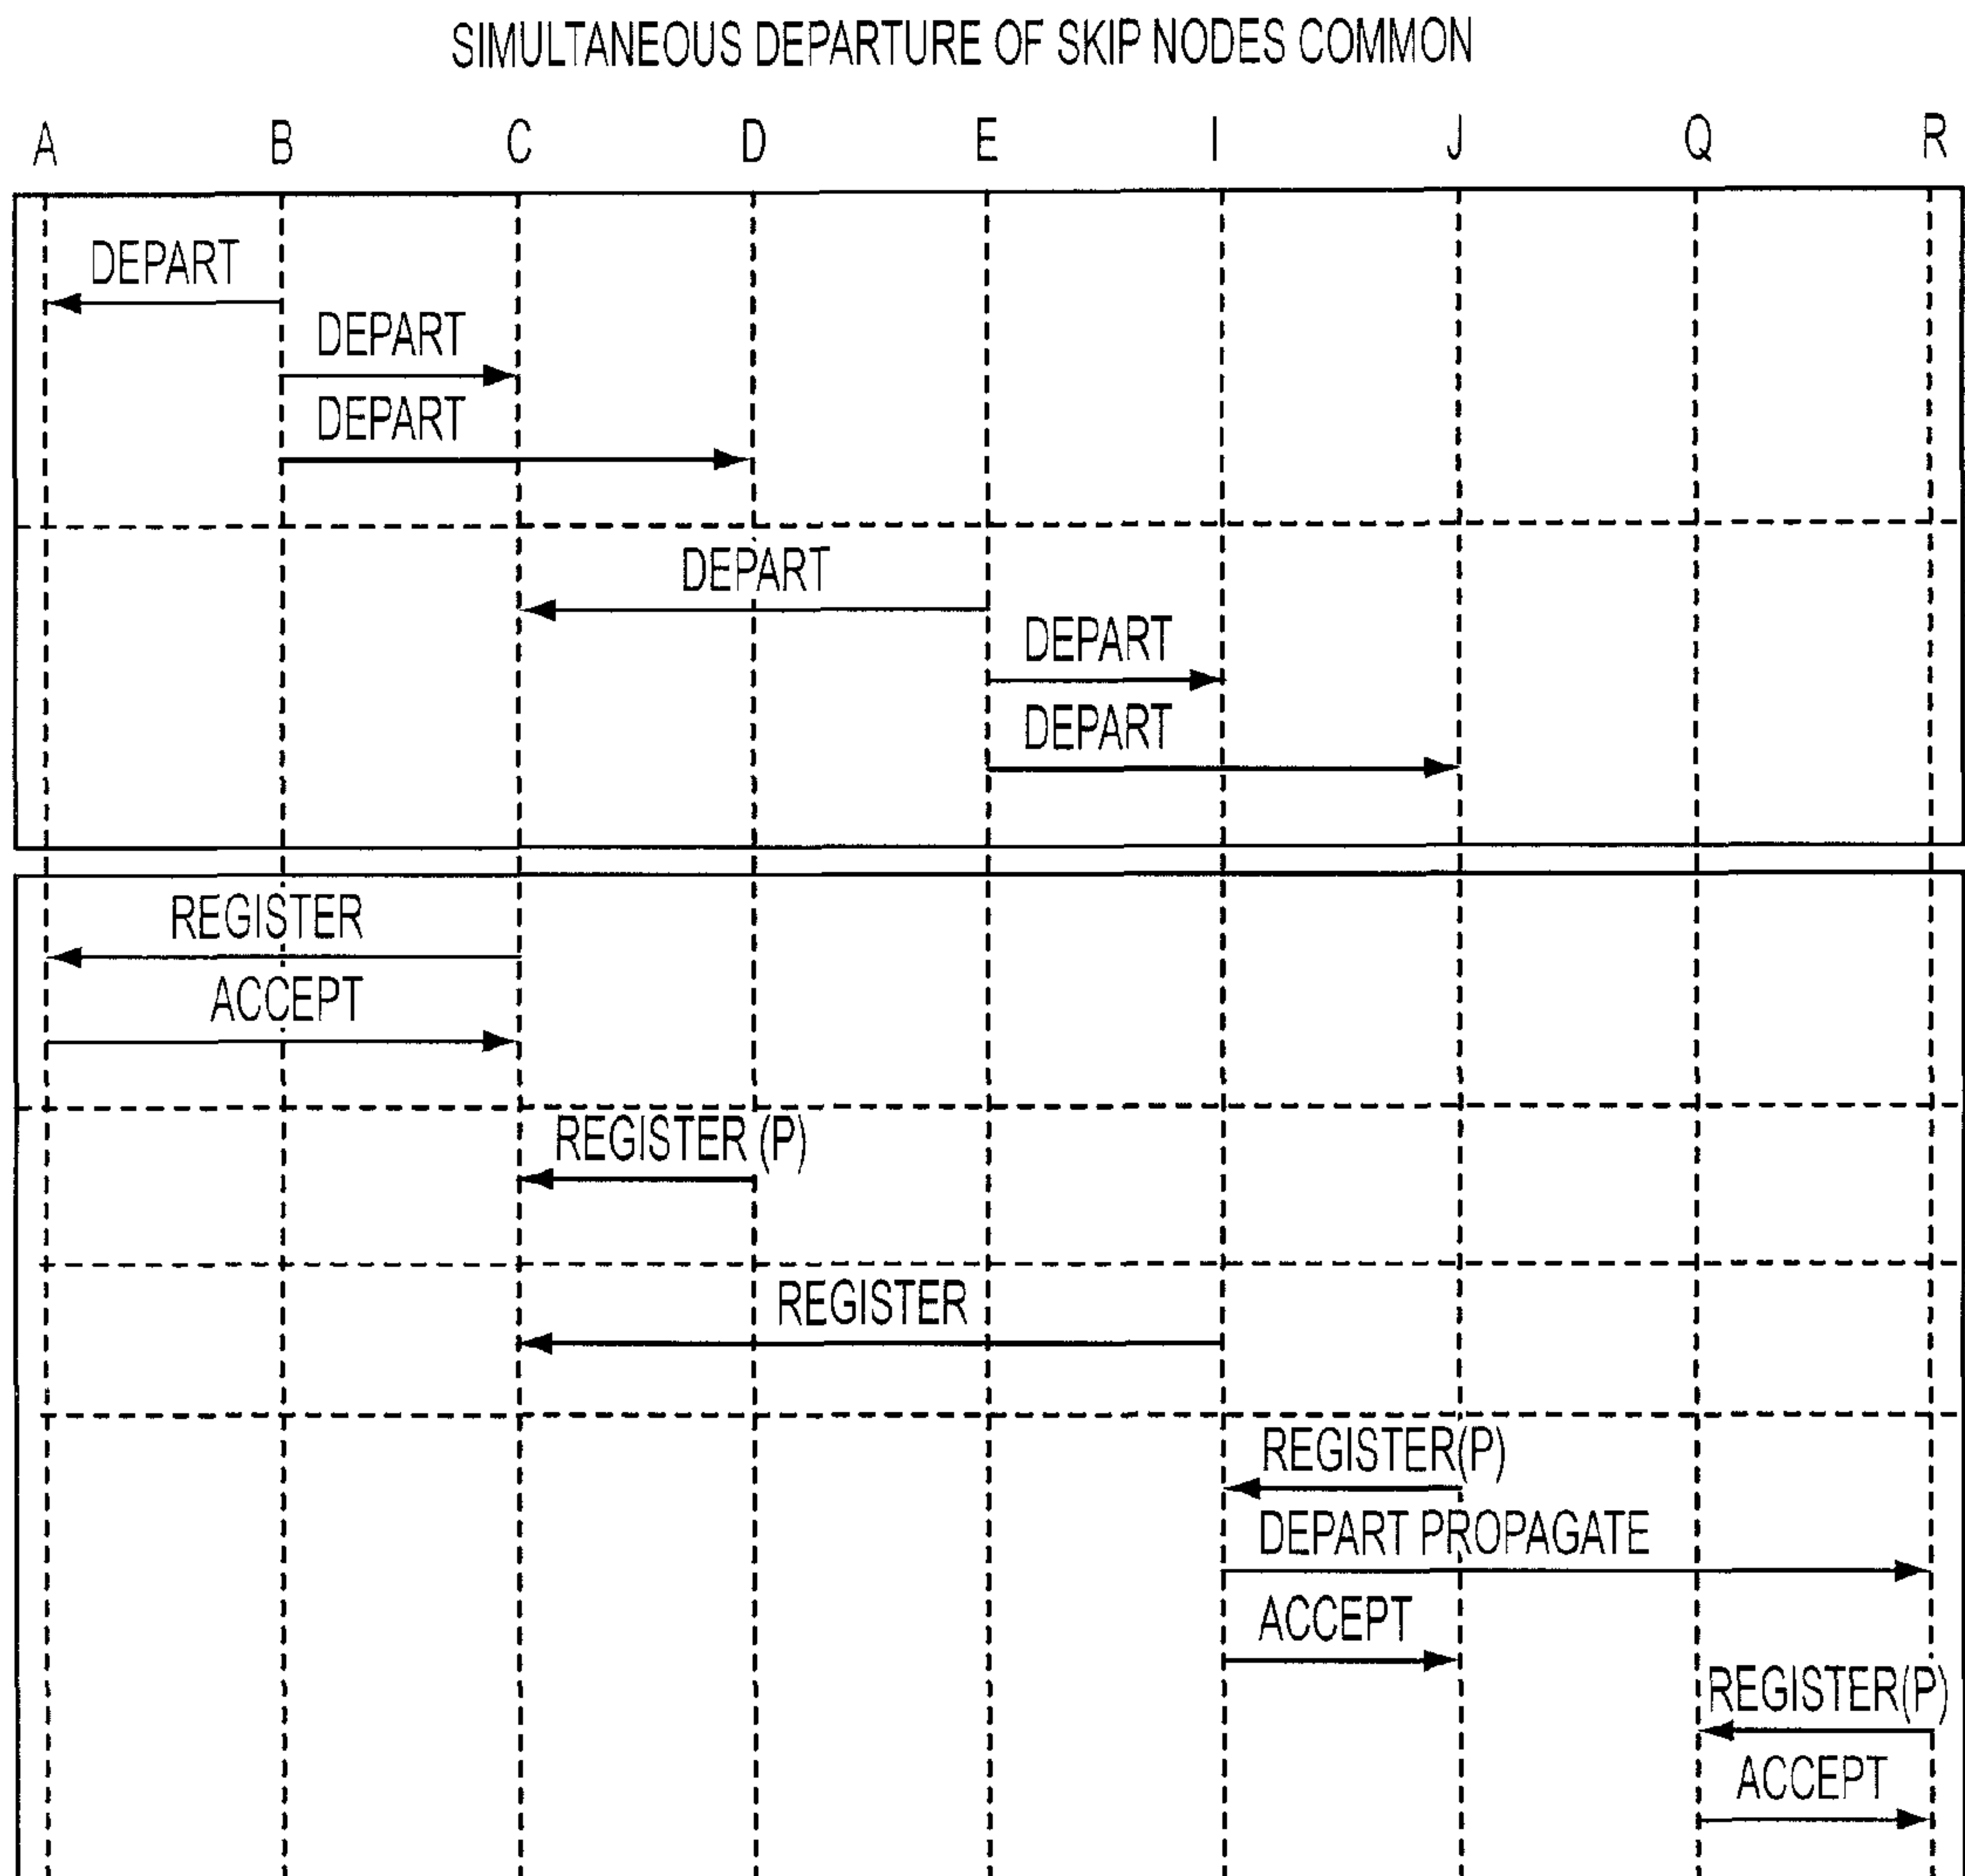 SIMULTANEOUS DEPARTURE OF SKIP NODES COMMON
A B C D E I J Q R
DEPART
DEPART
DEPART
DEPART
DEPART
DEPART
REGISTER
ACCEPT
REGISTER (P)
REGISTER
REGISTER(P)
DEPART PROPAGATE
ACCEPT
REGISTER(P)
ACCEPT